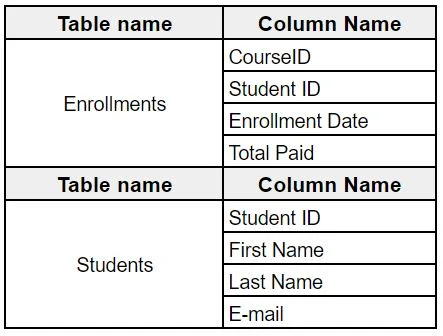 Table name Column Name
CourseID
Student ID
Enrollments
Enrollment Date
Total Paid
Table name Column Name
Student ID
First Name
Students
Last Name
E-mail